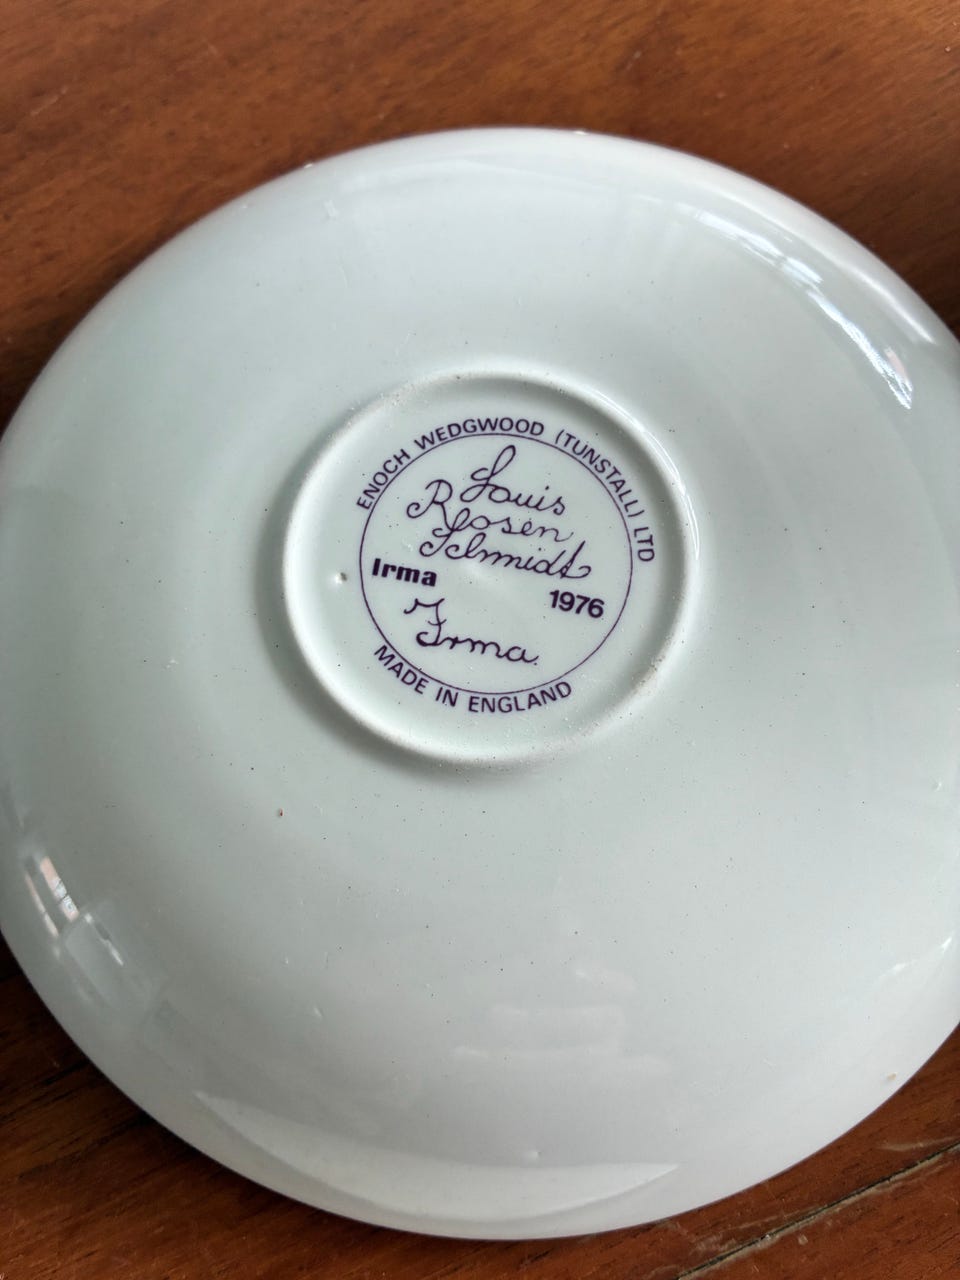 ENOCH WEDGWOOD (TUNSTALL) LTD
Louis
Rosen
Schmidt
Irma
1976
Irma.
MADE IN ENGLAND